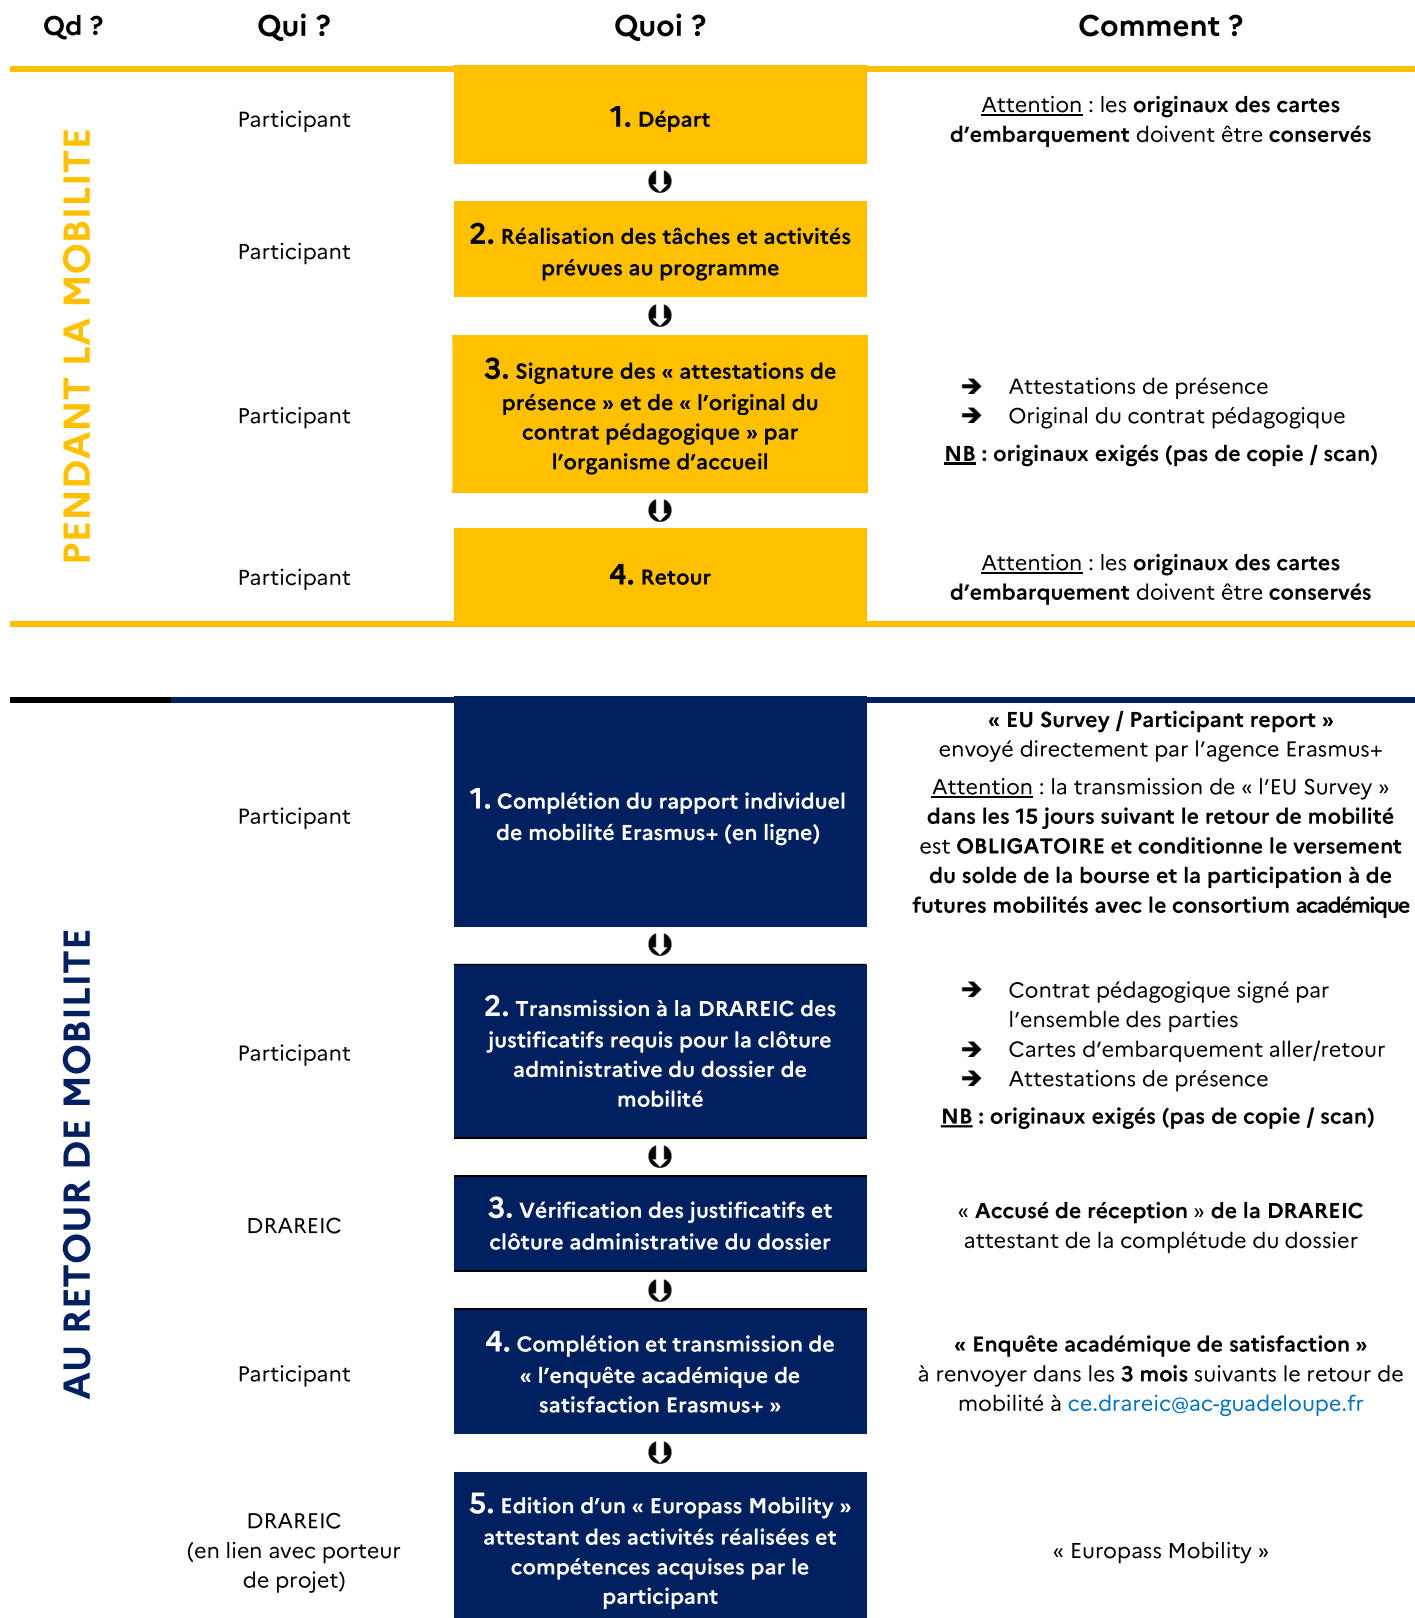 Qd ?
Qui ?
Quoi ?
Comment ?
PENDANT LA MOBILITE
Participant
1. Départ
Attention : les originaux des cartes
d’embarquement doivent être conservés
Participant
2. Réalisation des tâches et activités
prévues au programme
Participant
3. Signature des « attestations de
présence » et de « l’original du
contrat pédagogique » par
l’organisme d’accueil
➔ Attestations de présence
➔ Original du contrat pédagogique
NB : originaux exigés (pas de copie / scan)
Participant
4. Retour
Attention : les originaux des cartes
d’embarquement doivent être conservés
AU RETOUR DE MOBILITE
Participant
1. Complétion du rapport individuel
de mobilité Erasmus+ (en ligne)
« EU Survey / Participant report »
envoyé directement par l’agence Erasmus+
Attention : la transmission de « l’EU Survey »
dans les 15 jours suivant le retour de mobilité
est OBLIGATOIRE et conditionne le versement
du solde de la bourse et la participation à de
futures mobilités avec le consortium académique
Participant
2. Transmission à la DRAREIC des
justificatifs requis pour la clôture
administrative du dossier de
mobilité
➔ Contrat pédagogique signé par
l’ensemble des parties
➔ Cartes d’embarquement aller/retour
➔ Attestations de présence
NB : originaux exigés (pas de copie / scan)
DRAREIC
3. Vérification des justificatifs et
clôture administrative du dossier
« Accusé de réception » de la DRAREIC
attestant de la complétude du dossier
Participant
4. Complétion et transmission de
« l’enquête académique de
satisfaction Erasmus+ »
« Enquête académique de satisfaction »
à renvoyer dans les 3 mois suivants le retour de
mobilité à ce.drareic@ac-guadeloupe.fr
DRAREIC
(en lien avec porteur
de projet)
5. Edition d’un « Europass Mobility »
attestant des activités réalisées et
compétences acquises par le
participant
« Europass Mobility »